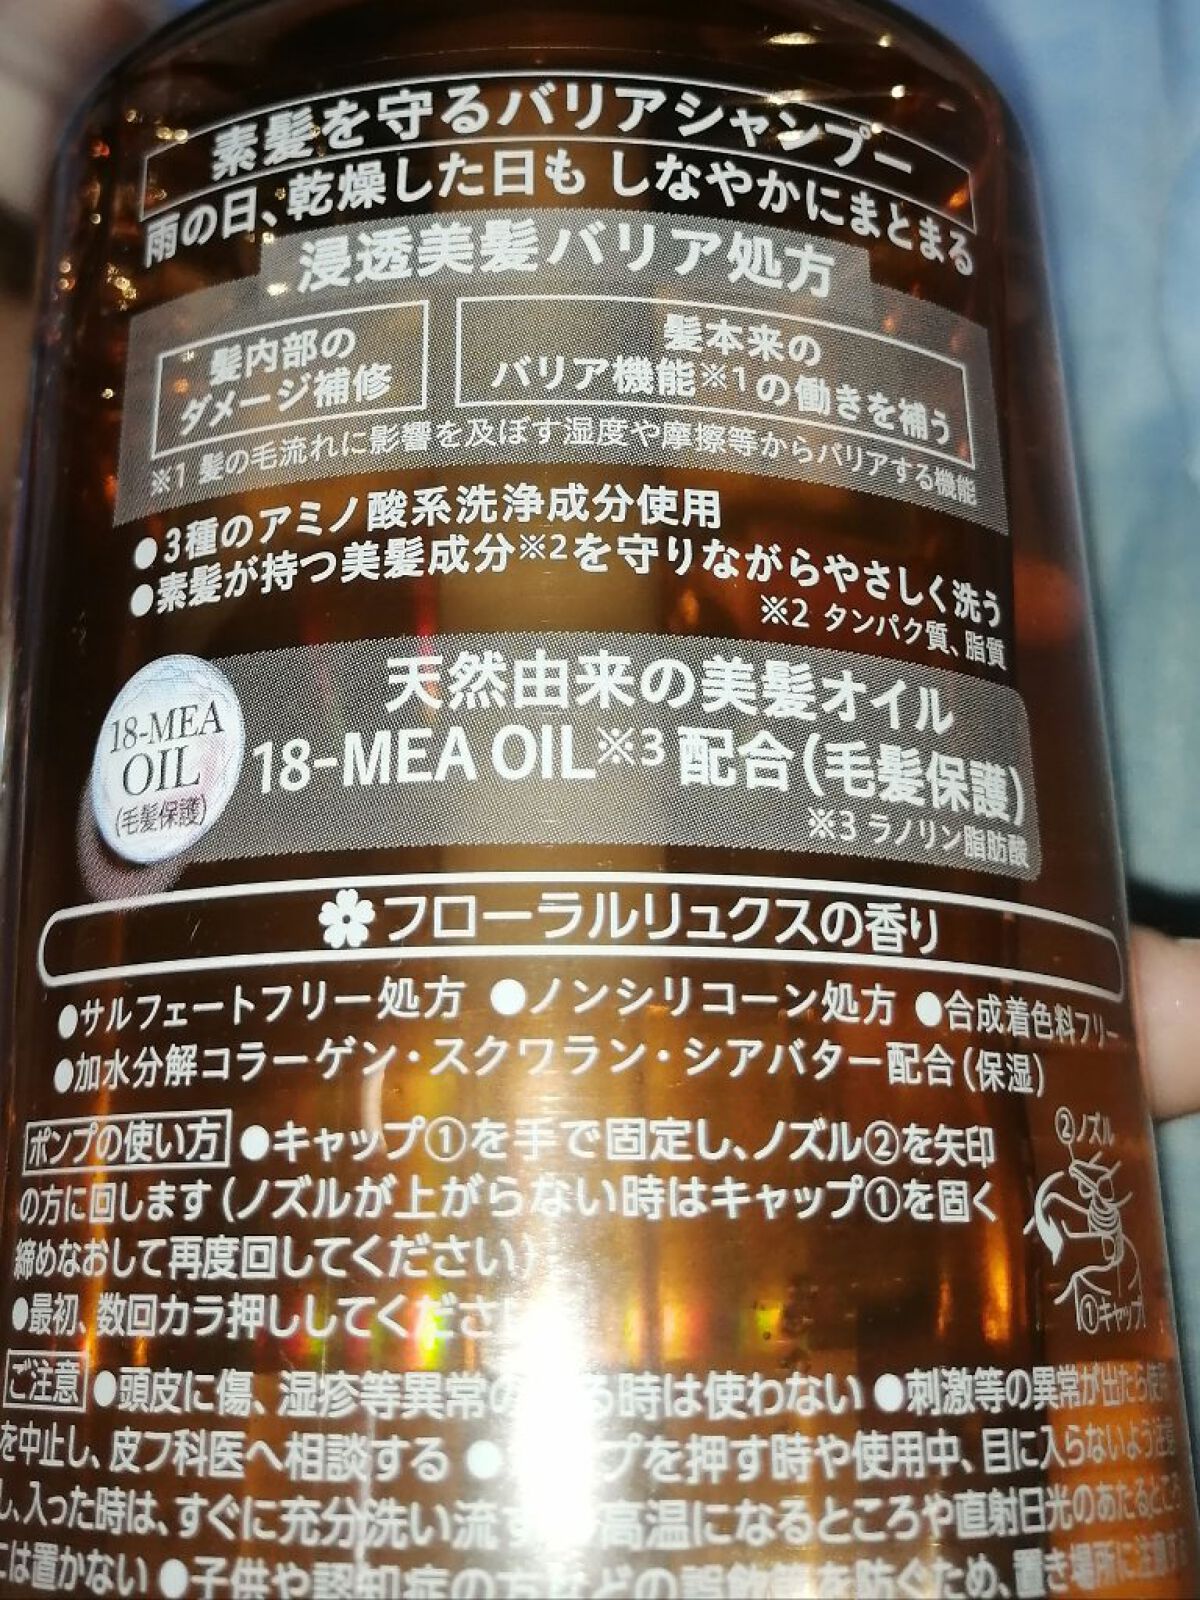 素髪を守るバリアシャンプー
雨の日、乾燥した日も しなやかにまとまる
浸透美髪バリア処方
髪内部の
ダメージ補修
髪本来の
バリア機能※1の働きを補う
※1 髪の毛流れに影響を及ぼす湿度や摩擦等からバリアする機能
●3種のアミノ酸系洗浄成分使用
●素髪が持つ美髪成分※2を守りながらやさしく洗う
※2 タンパク質、脂質
18-MEA
OIL
(毛髪保護)
天然由来の美髪オイル
18-MEA OIL※3 配合(毛髪保護)
※3 ラノリン脂肪酸
フローラルリュクスの香り
●サルフェートフリー処方 ●ノンシリコーン処方 ●合成着色料フリー
●加水分解コラーゲン・スクワラン・シアバター配合(保湿)
ポンプの使い方 ●キャップ①を手で固定し、ノズル②を矢印
の方に回します(ノズルが上がらない時はキャップ①を固く
締めなおして再度回してください)
●最初、数回カラ押ししてくださ
②ノズル
①キャップ
ご注意 ●頭皮に傷、湿疹等異常の る時は使わない ●刺激等の異常が出たら使
を中止し、皮フ科医へ相談する ● プを押す時や使用中、目に入らないよう注意
し、入った時は、すぐに充分洗い流 高温になるところや直射日光のあたるところ
には置かない ●子供や認知症の方などの誤飲等を防ぐため、置き場所に注意する